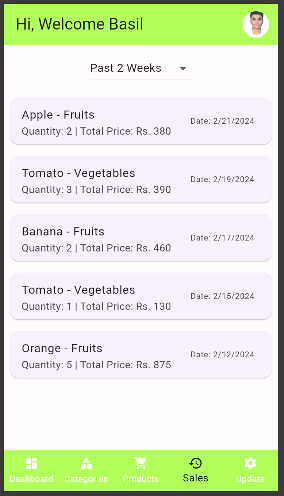 Hi, Welcome Basil
Past 2 Weeks
Apple - Fruits
Quantity: 2 | Total Price: Rs. 380
Date: 2/21/2024
Tomato - Vegetables
Quantity: 3 | Total Price: Rs. 390
Date: 2/19/2024
Banana - Fruits
Quantity: 2 | Total Price: Rs. 460
Date: 2/17/2024
Tomato - Vegetables
Quantity: 1 | Total Price: Rs. 130
Date: 2/15/2024
Orange - Fruits
Quantity: 5 | Total Price: Rs. 875
Date: 2/12/2024
Dashboard Categories Products Sales Update